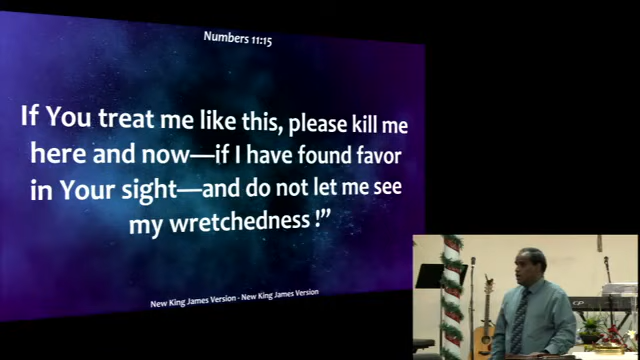 Numbers 11:15
If You treat me like this, please kill me
here and now—if I have found favor
in Your sight—and do not let me see
my wretchedness !”
New King James Version - New King James Version